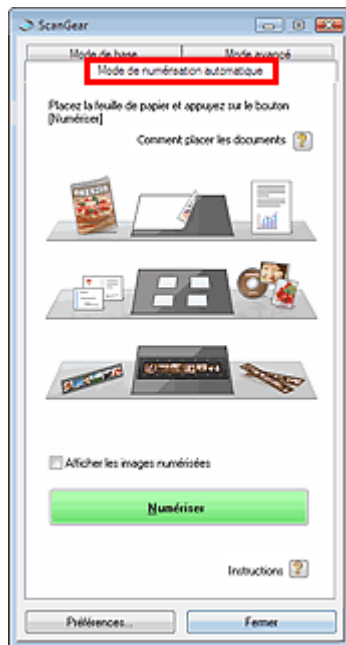 ScanGear
Mode de base
Mode avancé
Mode de numérisation automatique
Placez la feuille de papier et appuyez sur le bouton
[Numériser]
Comment placer les documents
Afficher les images numérisées
Numériser
Instructions
Préférences...
Fermer